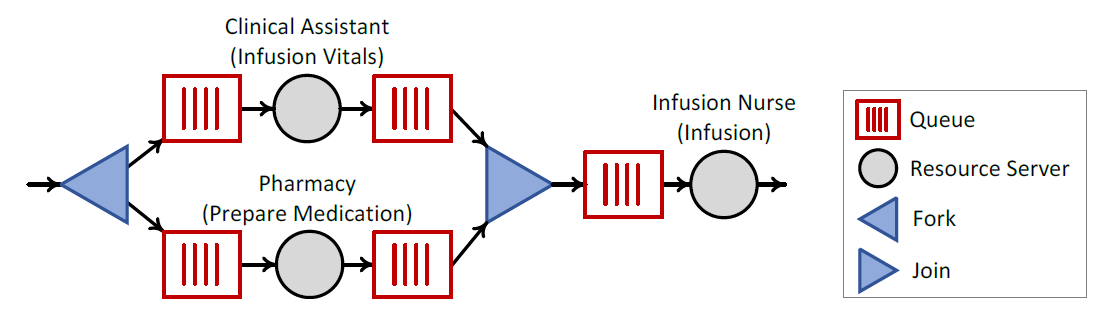 Clinical Assistant
(Infusion Vitals)
Pharmacy
(Prepare Medication)
Infusion Nurse
(Infusion)
Queue
Resource Server
Fork
Join